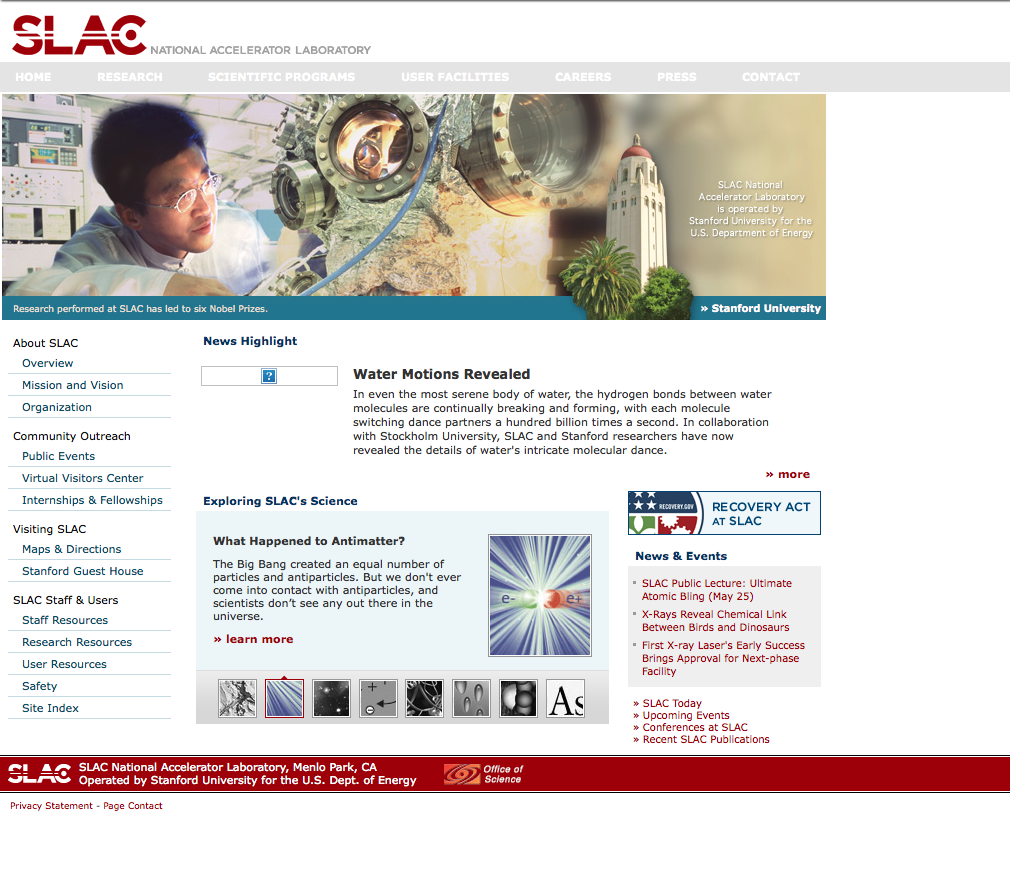 SLAC NATIONAL ACCELERATOR LABORATORY
HOME RESEARCH SCIENTIFIC PROGRAMS USER FACILITIES CAREERS PRESS CONTACT
SLAC National
Accelerator Laboratory
is operated by
Stanford University for the
U.S. Department of Energy
Research performed at SLAC has led to six Nobel Prizes.
» Stanford University
About SLAC
Overview
Mission and Vision
Organization
Community Outreach
Public Events
Virtual Visitors Center
Internships & Fellowships
Visiting SLAC
Maps & Directions
Stanford Guest House
SLAC Staff & Users
Staff Resources
Research Resources
User Resources
Safety
Site Index
News Highlight
?
Water Motions Revealed
In even the most serene body of water, the hydrogen bonds between water
molecules are continually breaking and forming, with each molecule
switching dance partners a hundred billion times a second. In collaboration
with Stockholm University, SLAC and Stanford researchers have now
revealed the details of water's intricate molecular dance.
» more
Exploring SLAC's Science
What Happened to Antimatter?
The Big Bang created an equal number of
particles and antiparticles. But we don't ever
come into contact with antiparticles, and
scientists don’t see any out there in the
universe.
» learn more
e- e+
As
RECOVERY.GOV
RECOVERY ACT
AT SLAC
News & Events
SLAC Public Lecture: Ultimate
Atomic Bling (May 25)
X-Rays Reveal Chemical Link
Between Birds and Dinosaurs
First X-ray Laser's Early Success
Brings Approval for Next-phase
Facility
» SLAC Today
» Upcoming Events
» Conferences at SLAC
» Recent SLAC Publications
SLAC
SLAC National Accelerator Laboratory, Menlo Park, CA
Operated by Stanford University for the U.S. Dept. of Energy
Office of
Science
Privacy Statement - Page Contact